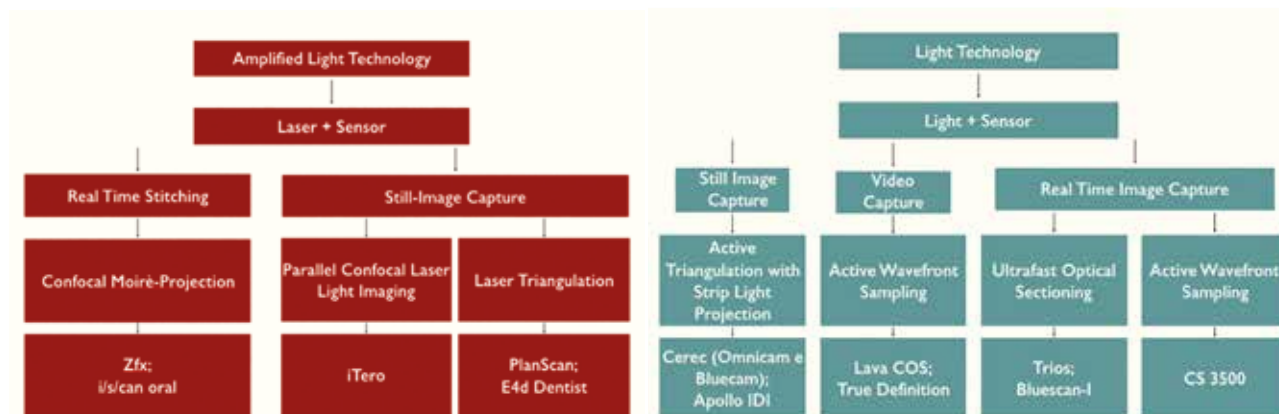 Amplified Light Technology
Laser + Sensor
Real Time Stitching
Still-Image Capture
Confocal Moirè-Projection
Parallel Confocal Laser
Light Imaging
Laser Triangulation
Zfx;
i/s/can oral
iTero
PlanScan;
E4d Dentist
Light Technology
Light + Sensor
Still Image
Capture
Video
Capture
Real Time Image Capture
Active
Triangulation with
Strip Light
Projection
Active Wavefront
Sampling
Ultrafast Optical
Sectioning
Active Wavefront
Sampling
Cerec (Omnicam e
Bluecam);
Apollo IDI
Lava COS;
True Definition
Trios;
Bluescan-I
CS 3500